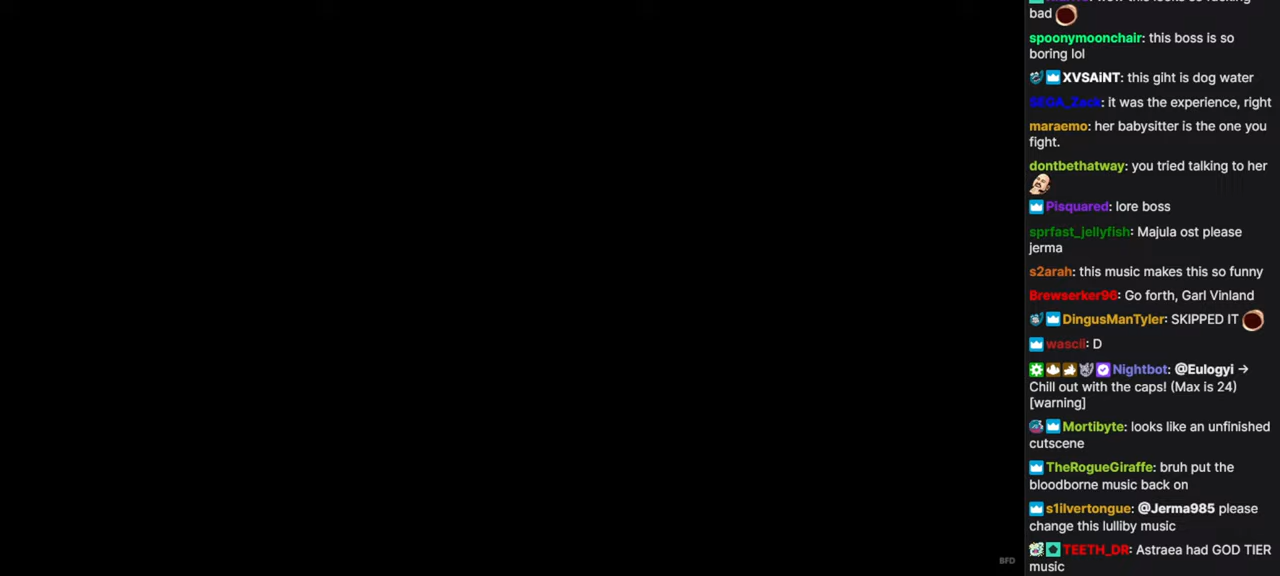 bad
spoonymoonchair: this boss is so
boring lol
XVSAiNT: this giht is dog water
SEGA_Zack: it was the experience, right
maraemo: her babysitter is the one you
fight.
dontbethatway: you tried talking to her
Pisquared: lore boss
sprfast_jellyfish: Majula ost please
jerma
s2arah: this music makes this so funny
Brewserker96: Go forth, Garl Vinland
DingusManTyler: SKIPPED IT
wascii: D
Nightbot: @Eulogyi →
Chill out with the caps! (Max is 24)
[warning]
Mortibyte: looks like an unfinished
cutscene
TheRogueGiraffe: bruh put the
bloodborne music back on
s1ilvertongue: @Jerma985 please
change this lulliby music
TEETH_DR: Astraea had GOD TIER
music
BFD